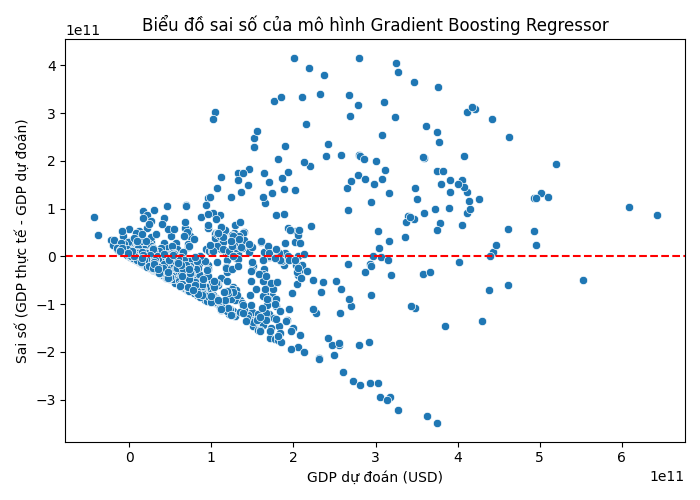 Biểu đồ sai số của mô hình Gradient Boosting Regressor
1e11
Sai số (GDP thực tế - GDP dự đoán)
4
3
2
1
0
−1
−2
−3
0 1 2 3 4 5 6
1e11
GDP dự đoán (USD)